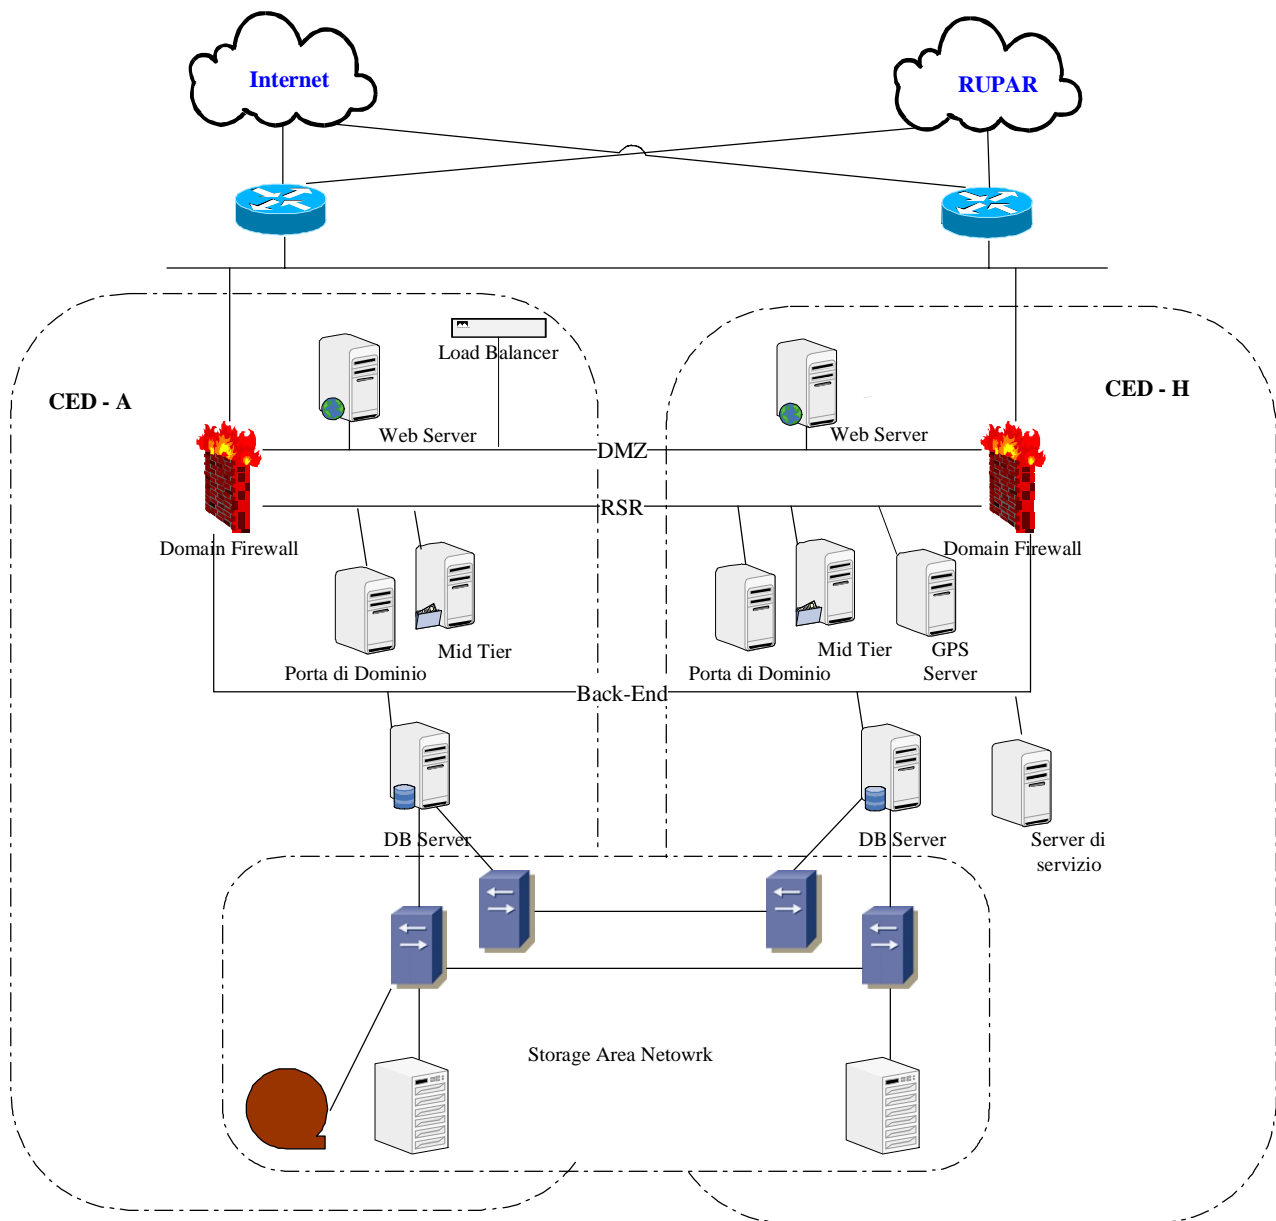 Internet
RUPAR
Load Balancer
CED - A
CED - H
Web Server
Web Server
DMZ
RSR
Domain Firewall
Domain Firewall
Mid Tier
Porta di Dominio
Mid Tier
GPS
Server
Porta di Dominio
Back-End
DB Server
DB Server
Server di
servizio
Storage Area Netowrk